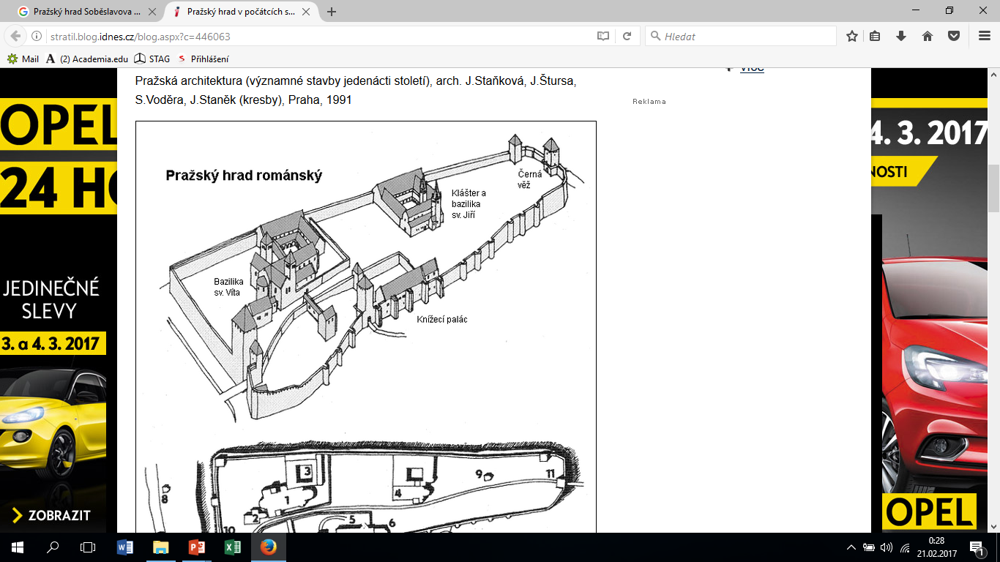 Pražský hrad Soběslavova ...
Pražský hrad v počátcích s...
stratil.blog.idnes.cz/blog.aspx?c=446063
Hledat
Mail
(2) Academia.edu
STAG
Přihlášení
Pražská architektura (významné stavby jedenácti století), arch. J.Staňková, J.Štursa,
S.Voděra, J.Staněk (kresby), Praha, 1991
Více
Reklama
OPEL
24 HO
JEDINEČNÉ
SLEVY
3. a 4. 3. 2017
ZOBRAZIT
Pražský hrad románský
Černá
věž
Klášter a
bazilika
sv. Jiří
Bazilika
sv. Víta
Knížecí palác
3
9
11
8
1
4
2
5
6
10
4. 3. 2017
NOSTI
OPEL
0:28
21.02.2017
1